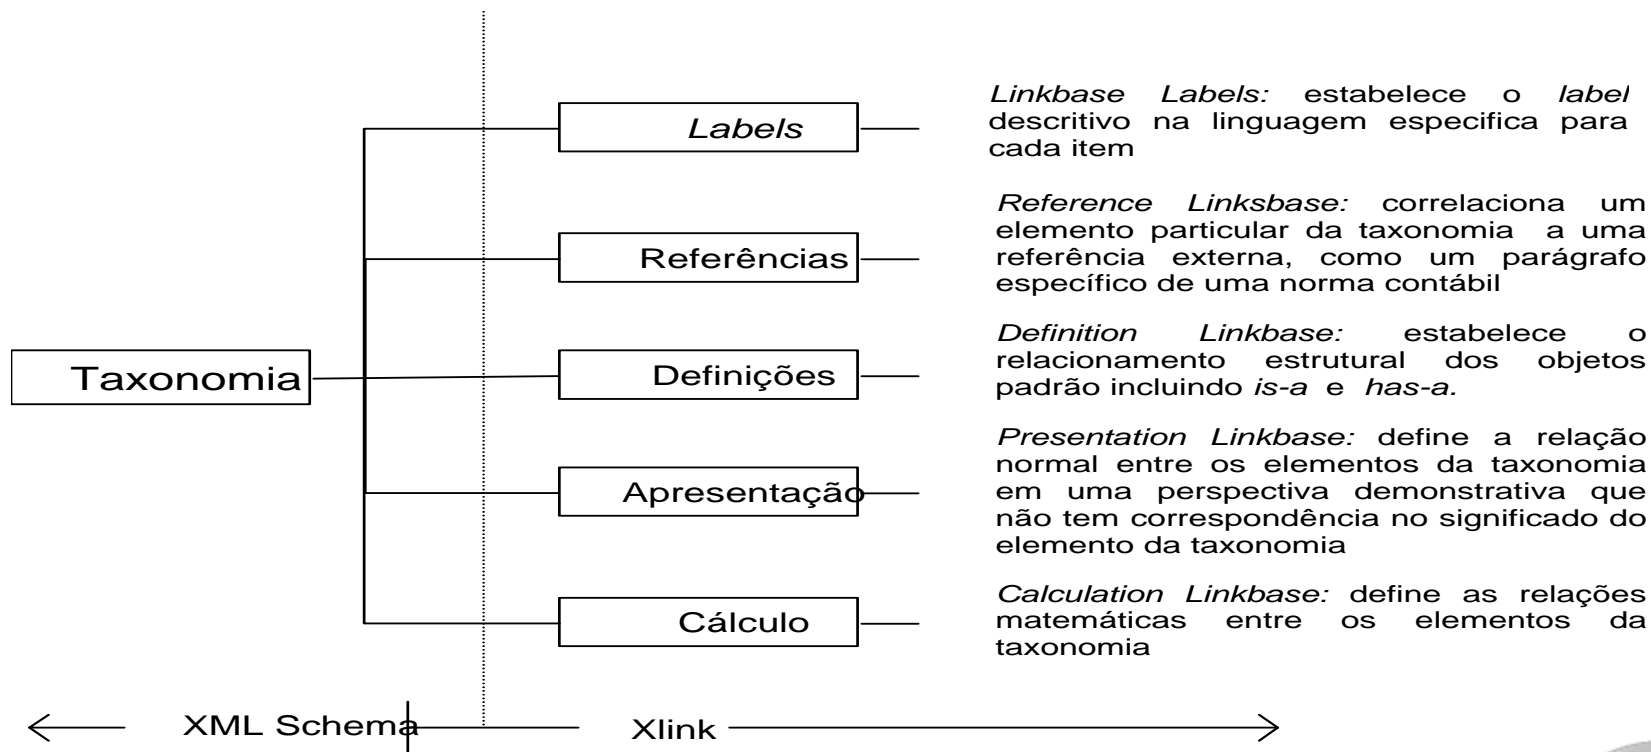 Labels
Linkbase Labels: estabelece o label
descritivo na linguagem especifica para
cada item
Referências
Reference Linksbase: correlaciona um
elemento particular da taxonomia a uma
referência externa, como um parágrafo
específico de uma norma contábil
Taxonomia
Definições
Definition Linkbase: estabelece o
relacionamento estrutural dos objetos
padrão incluindo is-a e has-a.
Apresentação
Presentation Linkbase: define a relação
normal entre os elementos da taxonomia
em uma perspectiva demonstrativa que
não tem correspondência no significado do
elemento da taxonomia
Cálculo
Calculation Linkbase: define as relações
matemáticas entre os elementos da
taxonomia
XML Schema
Xlink